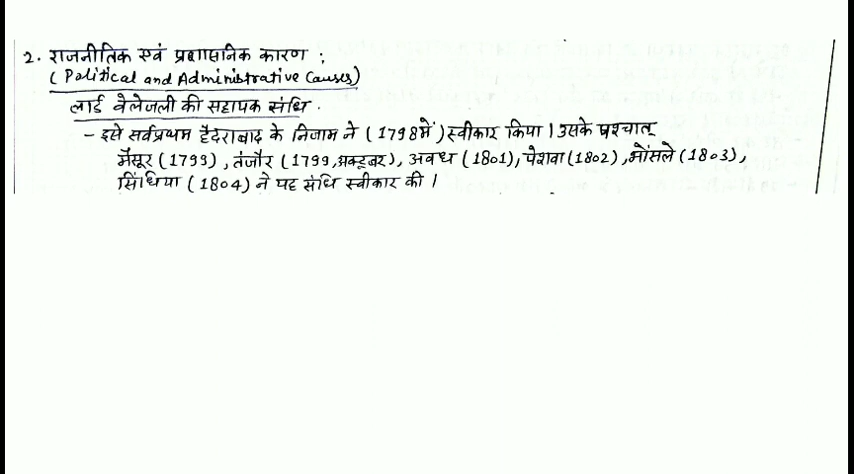 2. राजनीतिक एवं प्रशासनिक कारण :
(Political and Administrative Causes)
लार्ड वेलेजली की सहायक संधि .
- इसे सर्वप्रथम हैदराबाद के निजाम ने (1798में) स्वीकार किया। उसके पश्चात्
मैसूर (1799), तंजौर (1799, अक्टूबर), अवध (1801), पेशवा (1802), भोंसले (1803),
सिंधिया (1804) ने यह संधि स्वीकार की ।